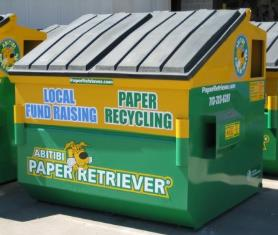 PaperRetriever.com
LOCAL
FUND RAISING
PAPER
RECYCLING
ABITIBI
PAPER RETRIEVER